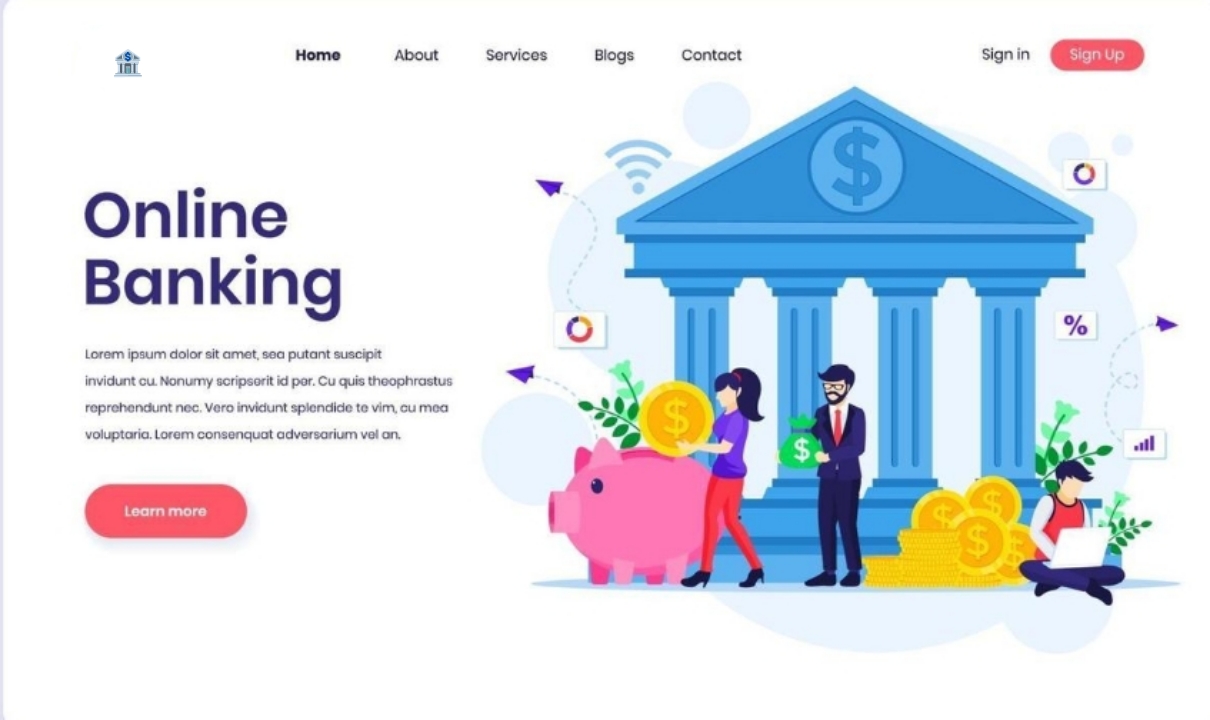 Home About Services Blogs Contact Sign in Sign Up
Online
Banking
Lorem ipsum dolor sit amet, sea putant suscipit
invidunt cu. Nonumy scripserit id per. Cu quis theophrastus
reprehendunt nec. Vero invidunt splendide te vim, cu mea
voluptaria. Lorem consenquat adversarium vel an.
Learn more
$
%
$
$
$
$
$
$